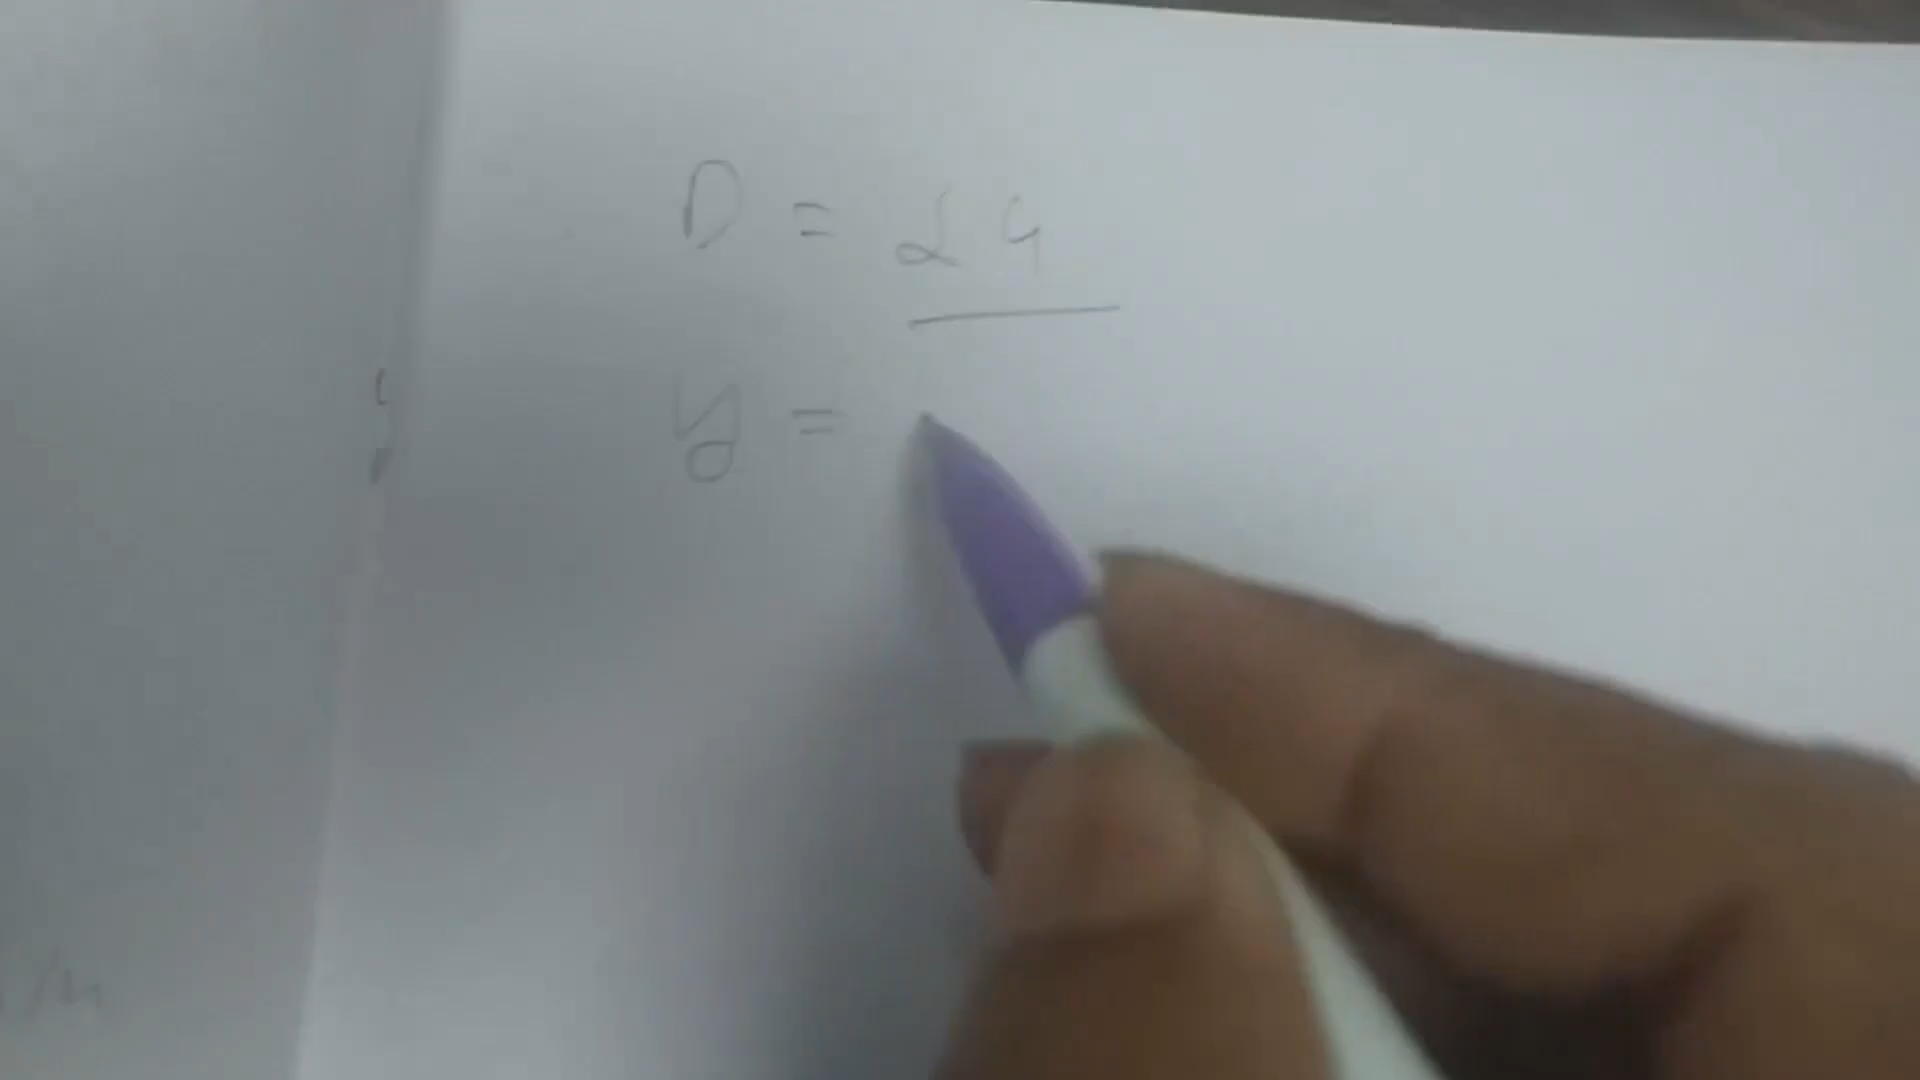 D = 24
y =